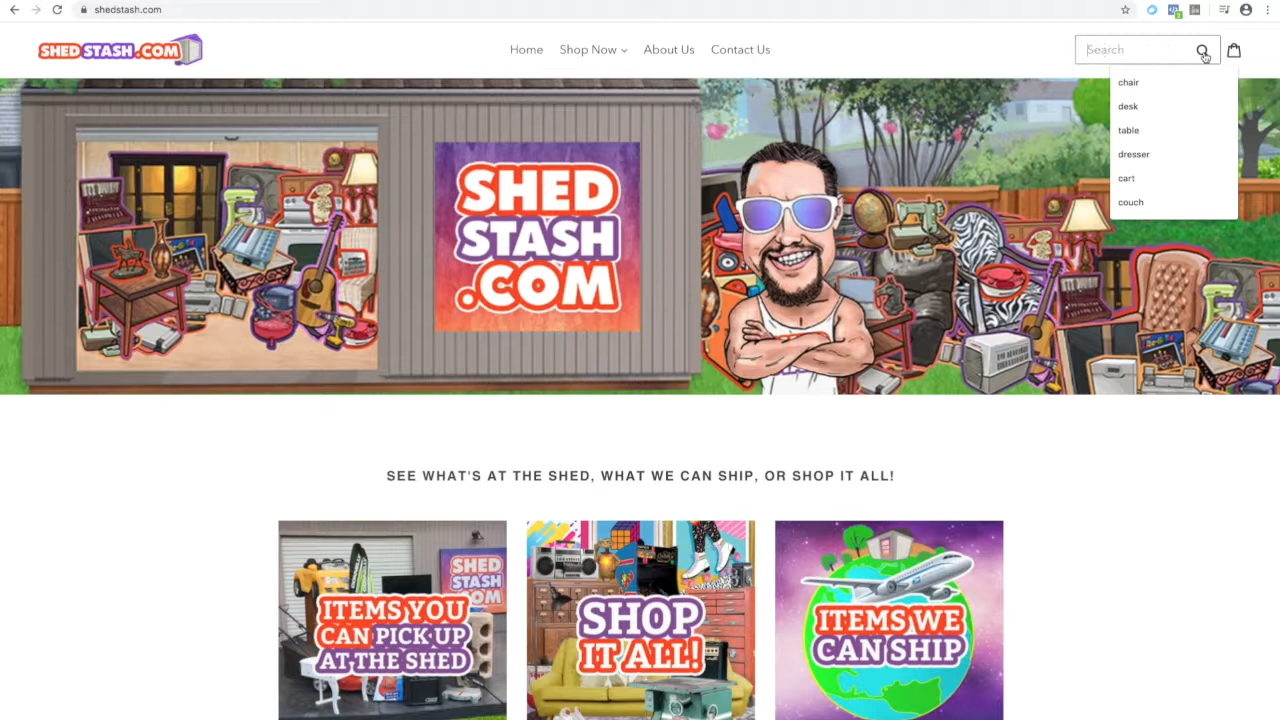 shedstash.com
SHEDSTASH.COM
Home
Shop Now
About Us
Contact Us
Search
chair
desk
table
dresser
cart
couch
SHED
STASH
.COM
SEE WHAT'S AT THE SHED, WHAT WE CAN SHIP, OR SHOP IT ALL!
SHED
STASH
.COM
ITEMS YOU
CAN PICK UP
AT THE SHED
SHOP
IT ALL!
ITEMS WE
CAN SHIP